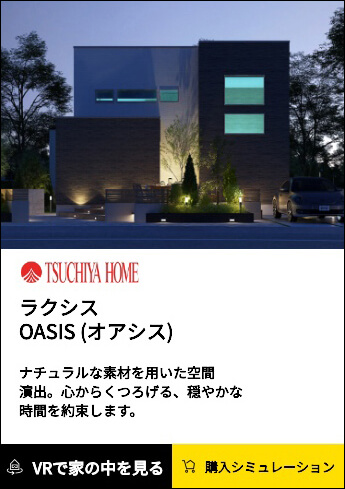 TSUCHIYA HOME
ラクシス
OASIS (オアシス)
ナチュラルな素材を用いた空間
演出。心からくつろげる、穏やかな
時間を約束します。
VRで家の中を見る
購入シミュレーション